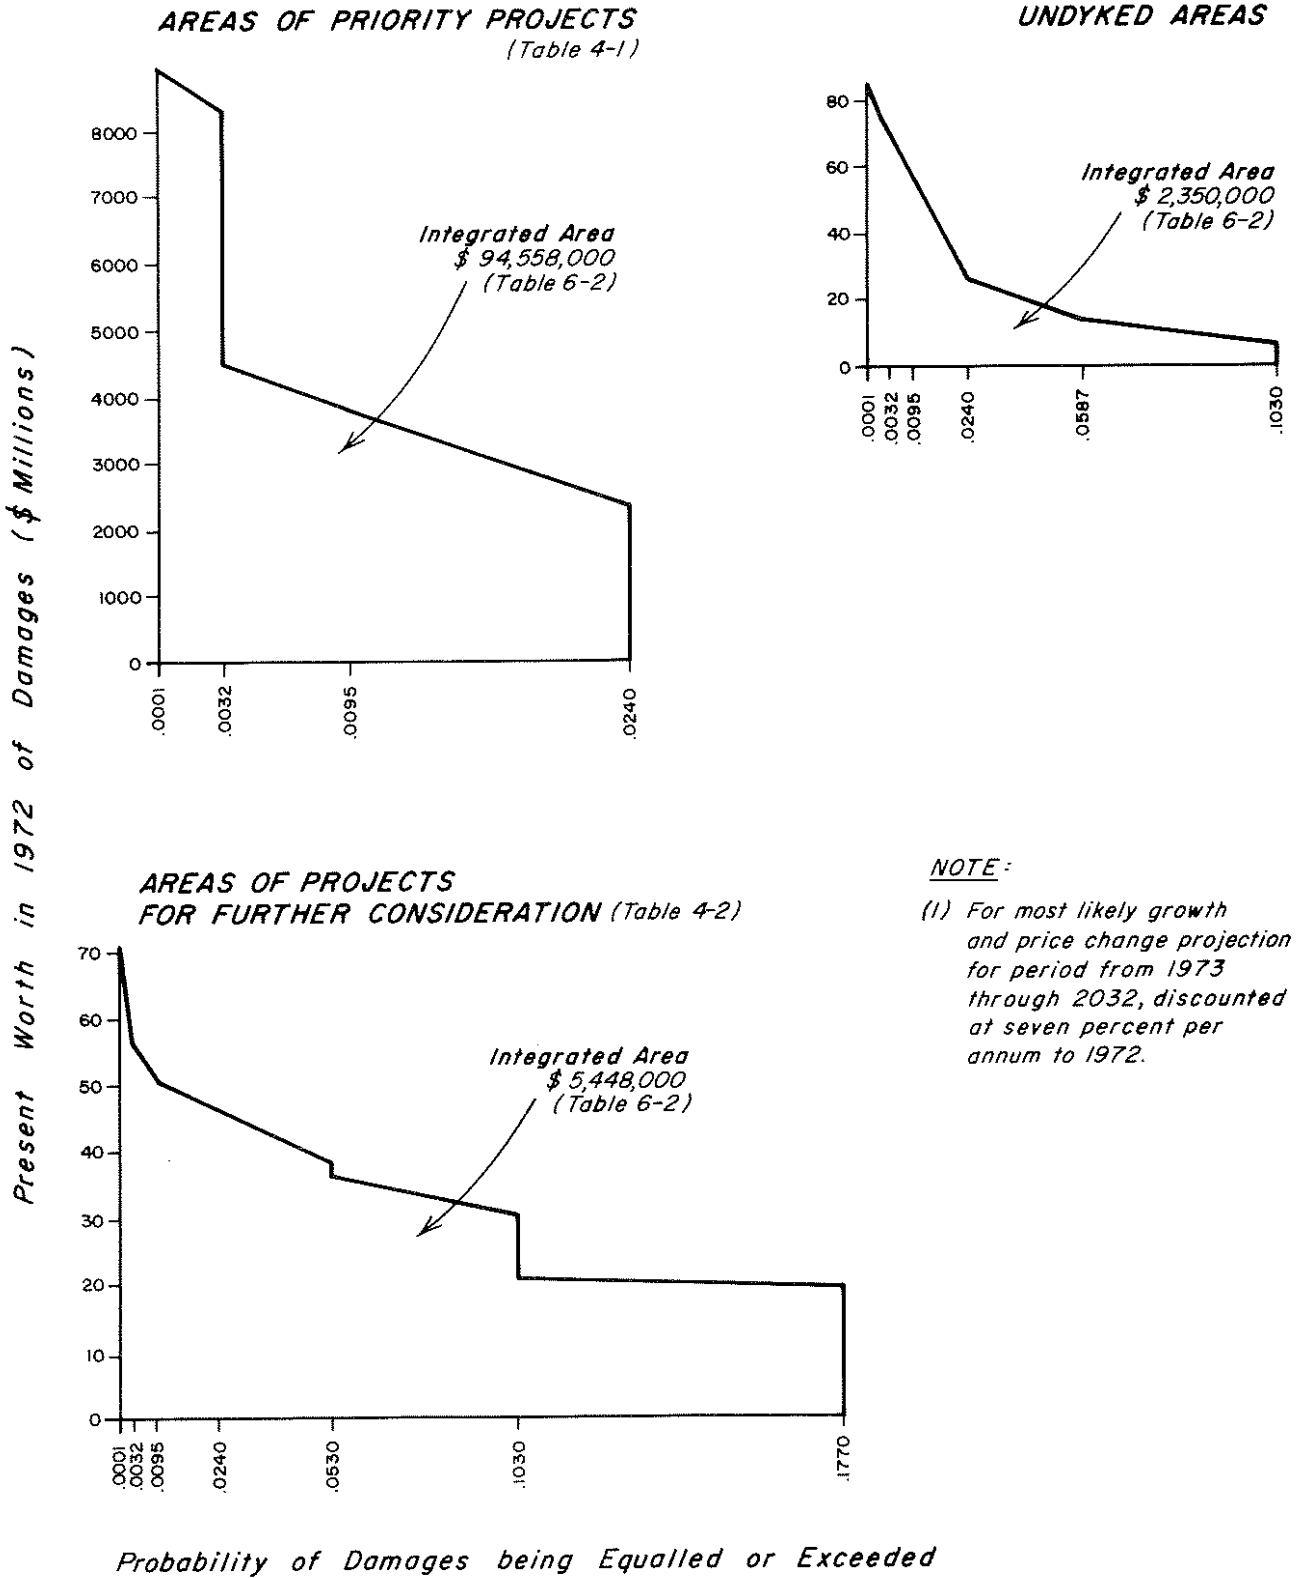 AREAS OF PRIORITY PROJECTS
(Table 4-1)
8000
7000
6000
5000
4000
3000
2000
1000
0
Integrated Area
$ 94,558,000
(Table 6-2)
.0001
.0032
.0095
.0240
UNDYKED AREAS
80
60
40
20
0
Integrated Area
$ 2,350,000
(Table 6-2)
.0001
.0032
.0095
.0240
.0587
.1030
Present Worth in 1972 of Damages ($ Millions)
AREAS OF PROJECTS
FOR FURTHER CONSIDERATION (Table 4-2)
70
60
50
40
30
20
10
0
Integrated Area
$ 5,448,000
(Table 6-2)
.0001
.0032
.0095
.0240
.0530
.1030
.1770
NOTE:
(1) For most likely growth
and price change projection
for period from 1973
through 2032, discounted
at seven percent per
annum to 1972.
Probability of Damages being Equalled or Exceeded